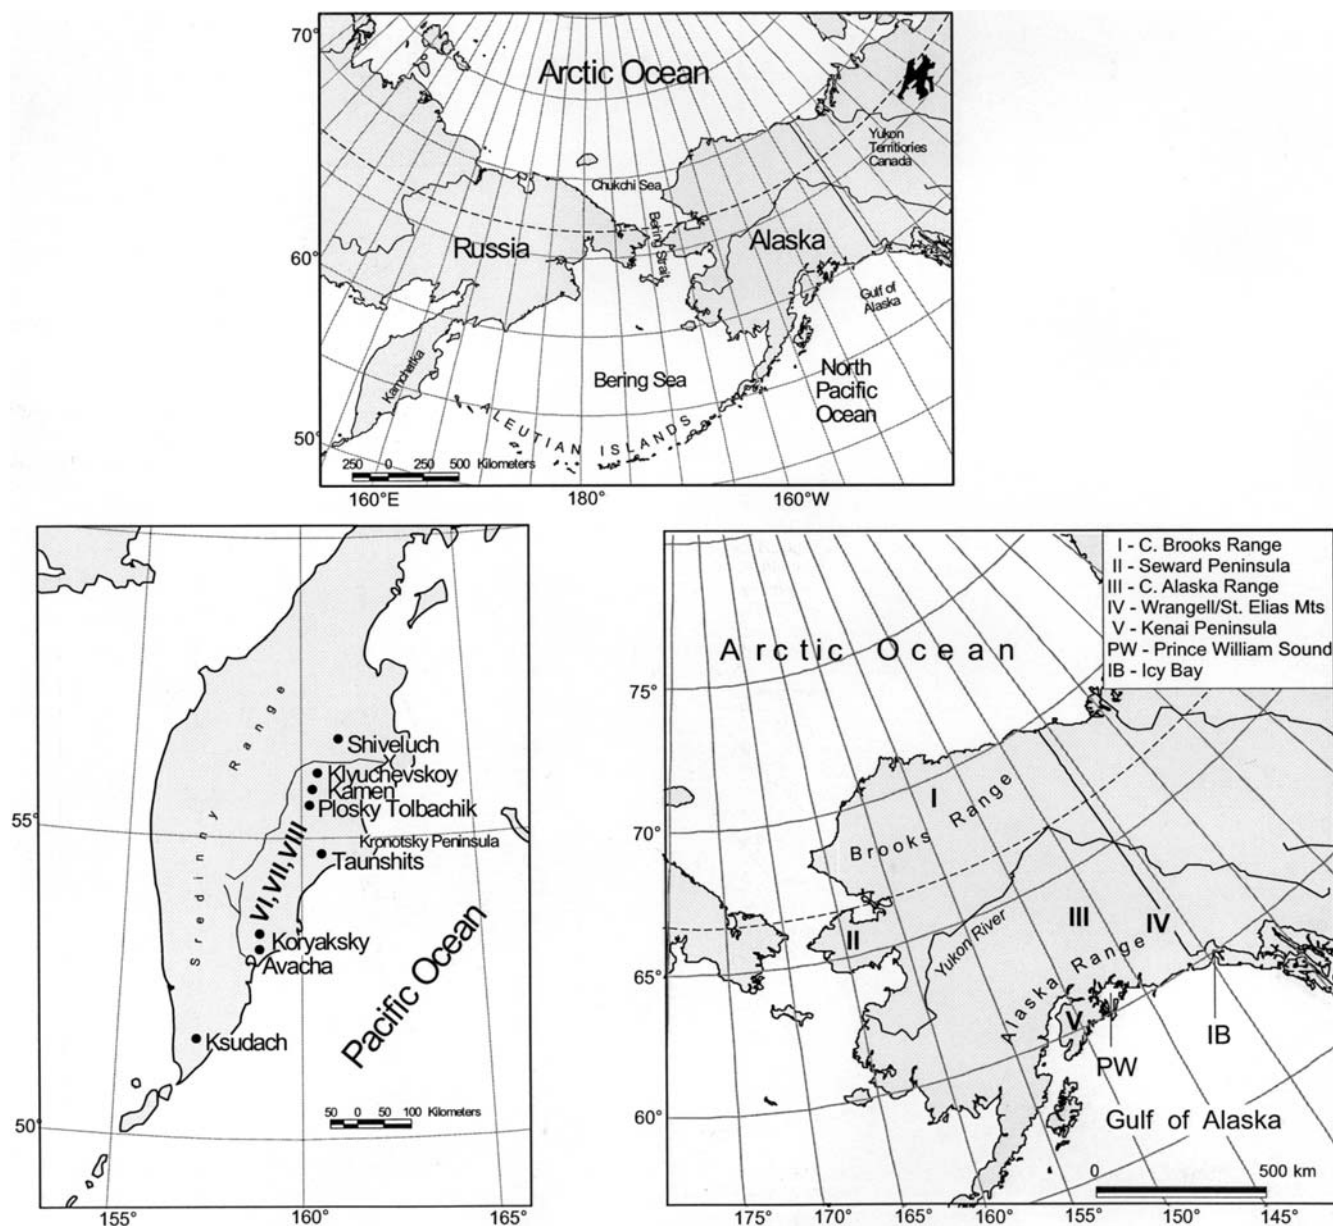 70°
Arctic Ocean
Yukon
Territiories
Canada
Chukchi Sea
Bering Strait
Russia
Alaska
60°
Gulf of
Alaska
Kamchatka
Bering Sea
North
Pacific
Ocean
ALEUTIAN ISLANDS
50°
250 0 250 500 Kilometers
160°E 180° 160°W
Sredinny Range
Shiveluch
Klyuchevskoy
Kamen
Plosky Tolbachik
55°
Kronotsky Peninsula
Taunshits
VI, VII, VIII
Koryaksky
Avacha
Pacific Ocean
Ksudach
50 0 50 100 Kilometers
50°
155° 160° 165°
I - C. Brooks Range
II - Seward Peninsula
III - C. Alaska Range
IV - Wrangell/St. Elias Mts
V - Kenai Peninsula
PW - Prince William Sound
IB - Icy Bay
Arctic Ocean
75°
I
Brooks Range
70°
II
III
IV
Yukon River
Alaska Range
65°
V
PW
IB
60°
Gulf of Alaska
0 500 km
175° 170° 165° 160° 155° 150° 145°